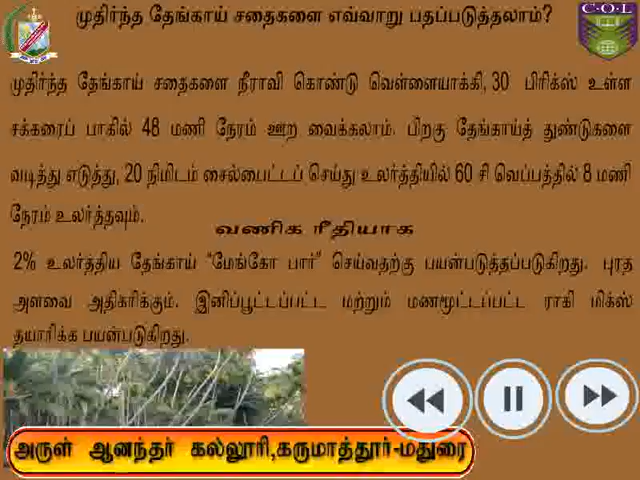 முதிர்ந்த தேங்காய் சதைகளை எவ்வாறு பதப்படுத்தலாம்?
C.O.L
முதிர்ந்த தேங்காய் சதைகளை நீராவி கொண்டு வெள்ளையாக்கி, 30 பிரிக்ஸ் உள்ள
சக்கரைப் பாகில் 48 மணி நேரம் ஊற வைக்கலாம். பிறகு தேங்காய்த் துண்டுகளை
வடித்து எடுத்து, 20 நிமிடம் சைல்பைட்டப் செய்து உலர்த்தியில் 60 சி வெப்பத்தில் 8 மணி
நேரம் உலர்த்தவும்.
வணிக ரீதியாக
2% உலர்த்திய தேங்காய் “மேங்கோ பார்” செய்வதற்கு பயன்படுத்தப்படுகிறது. புரத
அளவை அதிகரிக்கும். இனிப்பூட்டப்பட்ட மற்றும் மணமூட்டப்பட்ட ராகி மிக்ஸ்
தயாரிக்க பயன்படுகிறது.
அருள் ஆனந்தர் கல்லூரி,கருமாத்தூர்-மதுரை